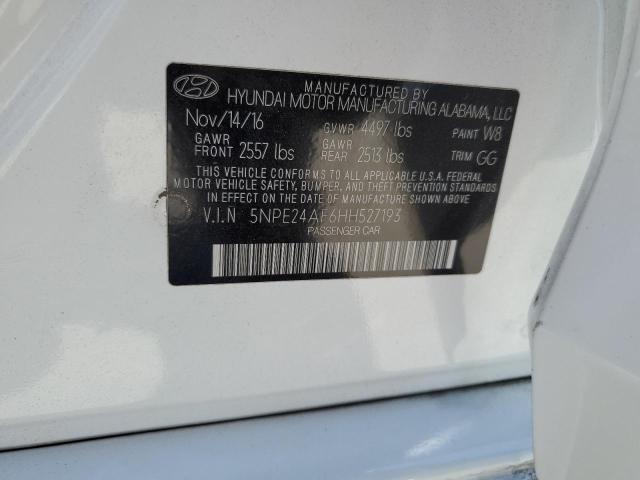 MANUFACTURED BY
HYUNDAI MOTOR MANUFACTURING ALABAMA, LLC
Nov/14/16 GVWR 4497 lbs PAINT W8
GAWR FRONT 2557 lbs GAWR REAR 2513 lbs TRIM GG
THIS VEHICLE CONFORMS TO ALL APPLICABLE U.S.A. FEDERAL
MOTOR VEHICLE SAFETY, BUMPER, AND THEFT PREVENTION STANDARDS
IN EFFECT ON THE DATE OF MANUFACTURE SHOWN ABOVE.
V.I.N 5NPE24AF6HH527193
PASSENGER CAR